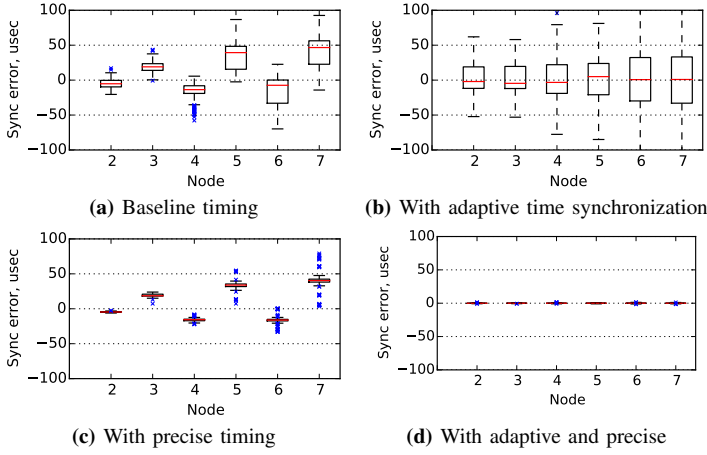 100
50
0
−50
−100
Sync error, usec
2 3 4 5 6 7
Node
(a) Baseline timing
100
50
0
−50
−100
Sync error, usec
2 3 4 5 6 7
Node
(b) With adaptive time synchronization
100
50
0
−50
−100
Sync error, usec
2 3 4 5 6 7
Node
(c) With precise timing
100
50
0
−50
−100
Sync error, usec
2 3 4 5 6 7
Node
(d) With adaptive and precise